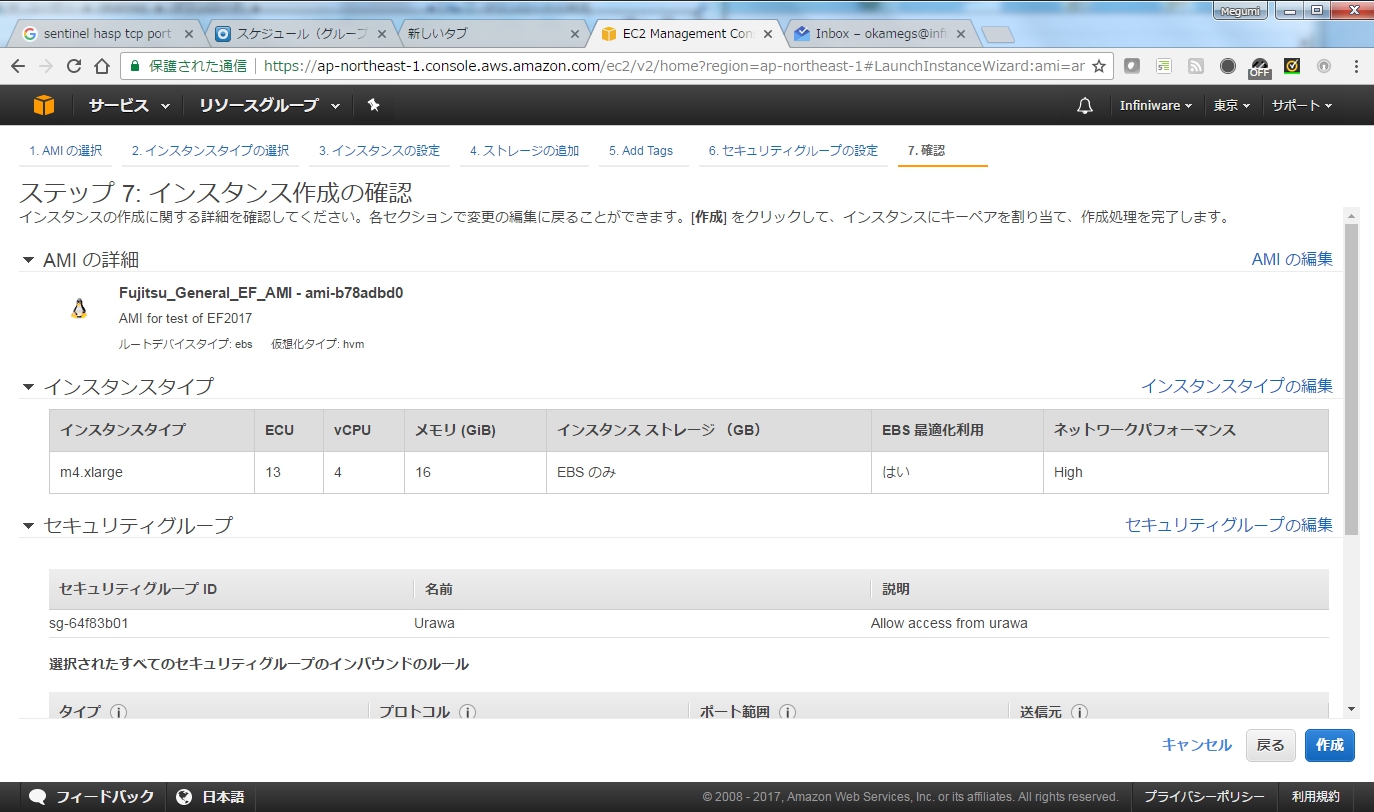 Megumi
sentinel hasp tcp port
スケジュール（グループ
新しいタブ
EC2 Management Con
Inbox – okamegs@infi
保護された通信
https://ap-northeast-1.console.aws.amazon.com/ec2/v2/home?region=ap-northeast-1#LaunchInstanceWizard:ami=ar
OFF
サービス
リソースグループ
Infiniware
東京
サポート
1. AMI の選択
2. インスタンスタイプの選択
3. インスタンスの設定
4. ストレージの追加
5. Add Tags
6. セキュリティグループの設定
7. 確認
ステップ 7: インスタンス作成の確認
インスタンスの作成に関する詳細を確認してください。各セクションで変更の編集に戻ることができます。[作成] をクリックして、インスタンスにキーペアを割り当て、作成処理を完了します。
AMI の詳細
AMI の編集
Fujitsu_General_EF_AMI - ami-b78adbd0
AMI for test of EF2017
ルートデバイスタイプ: ebs 仮想化タイプ: hvm
インスタンスタイプ
インスタンスタイプの編集
インスタンスタイプ ECU vCPU メモリ (GiB) インスタンス ストレージ （GB） EBS 最適化利用 ネットワークパフォーマンス
m4.xlarge 13 4 16 EBS のみ はい High
セキュリティグループ
セキュリティグループの編集
セキュリティグループ ID 名前 説明
sg-64f83b01 Urawa Allow access from urawa
選択されたすべてのセキュリティグループのインバウンドのルール
タイプ プロトコル ポート範囲 送信元
キャンセル
戻る
作成
フィードバック
日本語
© 2008 - 2017, Amazon Web Services, Inc. or its affiliates. All rights reserved.
プライバシーポリシー
利用規約